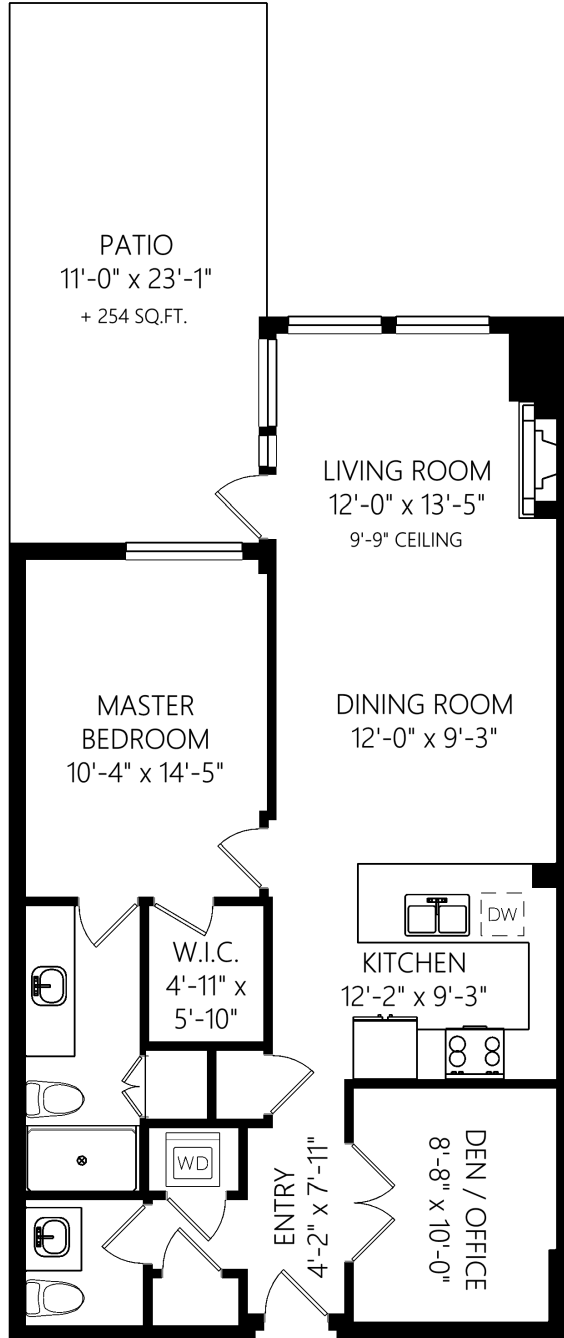 PATIO
11'-0" x 23'-1"
+ 254 SQ.FT.
LIVING ROOM
12'-0" x 13'-5"
9'-9" CEILING
MASTER
BEDROOM
10'-4" x 14'-5"
DINING ROOM
12'-0" x 9'-3"
DW
W.I.C.
4'-11" x
5'-10"
KITCHEN
12'-2" x 9'-3"
WD
ENTRY
4'-2" x 7'-11"
DEN / OFFICE
8'-8" x 10'-0"